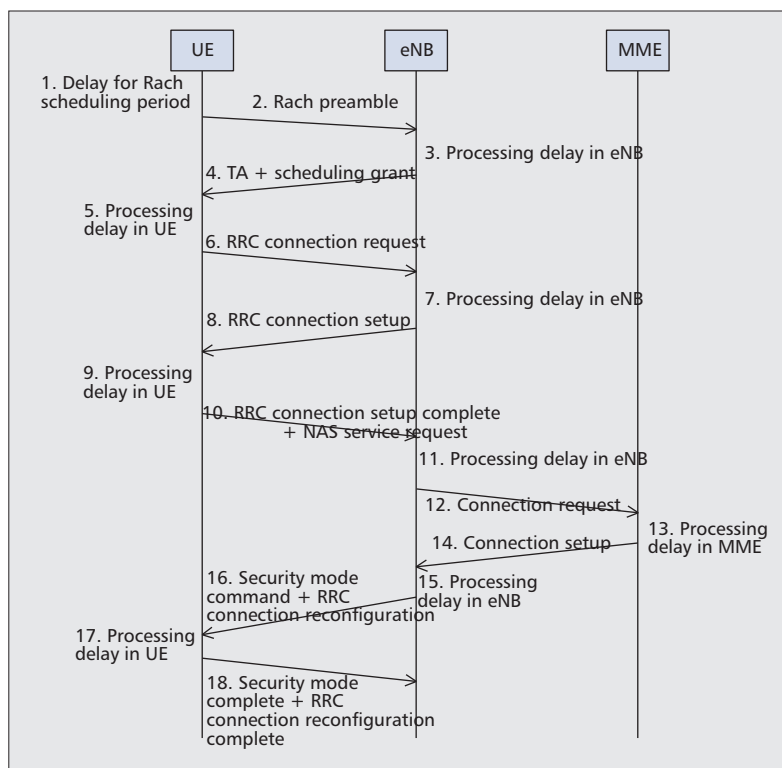 UE
eNB
MME
1. Delay for Rach
scheduling period
2. Rach preamble
3. Processing delay in eNB
4. TA + scheduling grant
5. Processing
delay in UE
6. RRC connection request
7. Processing delay in eNB
8. RRC connection setup
9. Processing
delay in UE
10. RRC connection setup complete
+ NAS service request
11. Processing delay in eNB
12. Connection request
13. Processing
delay in MME
14. Connection setup
15. Processing
delay in eNB
16. Security mode
command + RRC
connection reconfiguration
17. Processing
delay in UE
18. Security mode
complete + RRC
connection reconfiguration
complete